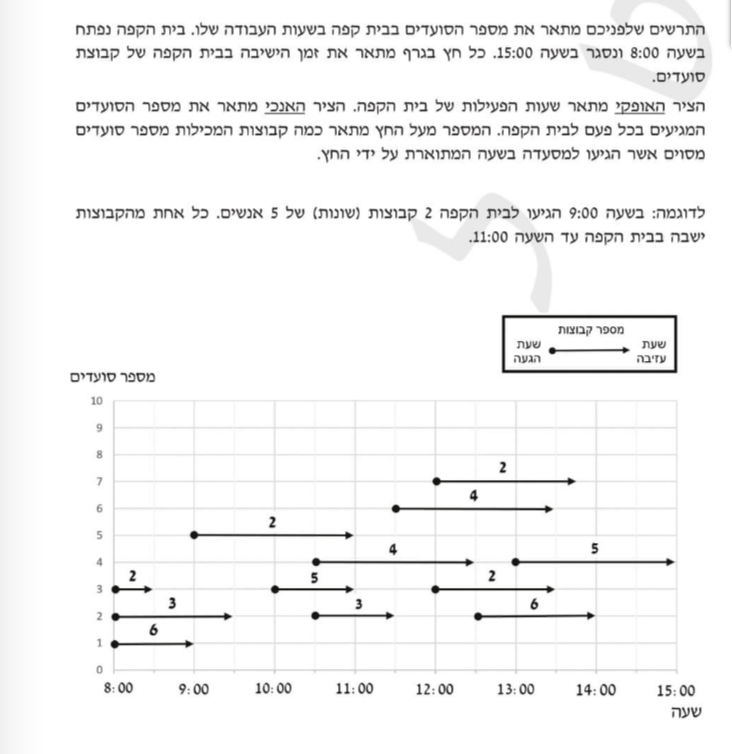 התרשים שלפניכם מתאר את מספר הסועדים בבית קפה בשעות העבודה שלו. בית הקפה נפתח
בשעה 8:00 ונסגר בשעה 15:00. כל חץ בגרף מתאר את זמן הישיבה בבית הקפה של קבוצת
סועדים.
הציר האופקי מתאר שעות הפעילות של בית הקפה. הציר האנכי מתאר את מספר הסועדים
המגיעים בכל פעם לבית הקפה. המספר מעל החץ מתאר כמה קבוצות המכילות מספר סועדים
מסוים אשר הגיעו למסעדה בשעה המתוארת על ידי החץ.
לדוגמה: בשעה 9:00 הגיעו לבית הקפה 2 קבוצות (שונות) של 5 אנשים. כל אחת מהקבוצות
ישבה בבית הקפה עד השעה 11:00.
מספר קבוצות
שעת הגעה
שעת עזיבה
מספר סועדים
10
9
8
7
6
5
4
3
2
1
0
2
4
2
4
5
2
5
2
3
3
6
6
8:00 9:00 10:00 11:00 12:00 13:00 14:00 15:00
שעה